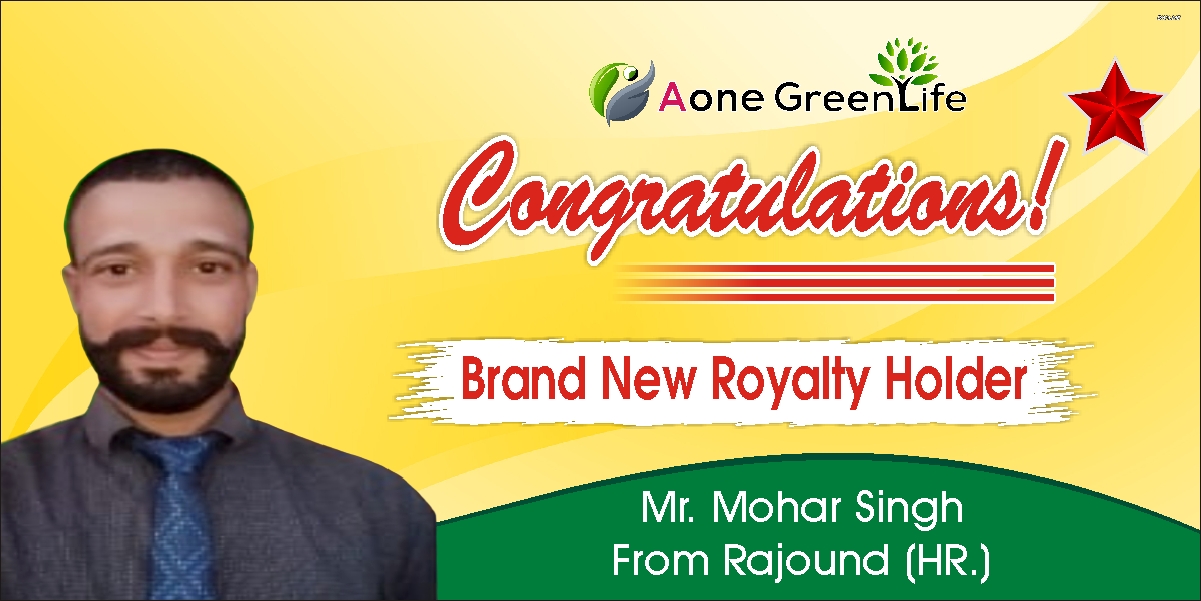 Aone GreenLife
Congratulations!
Brand New Royalty Holder
Mr. Mohar Singh
From Rajound (HR.)